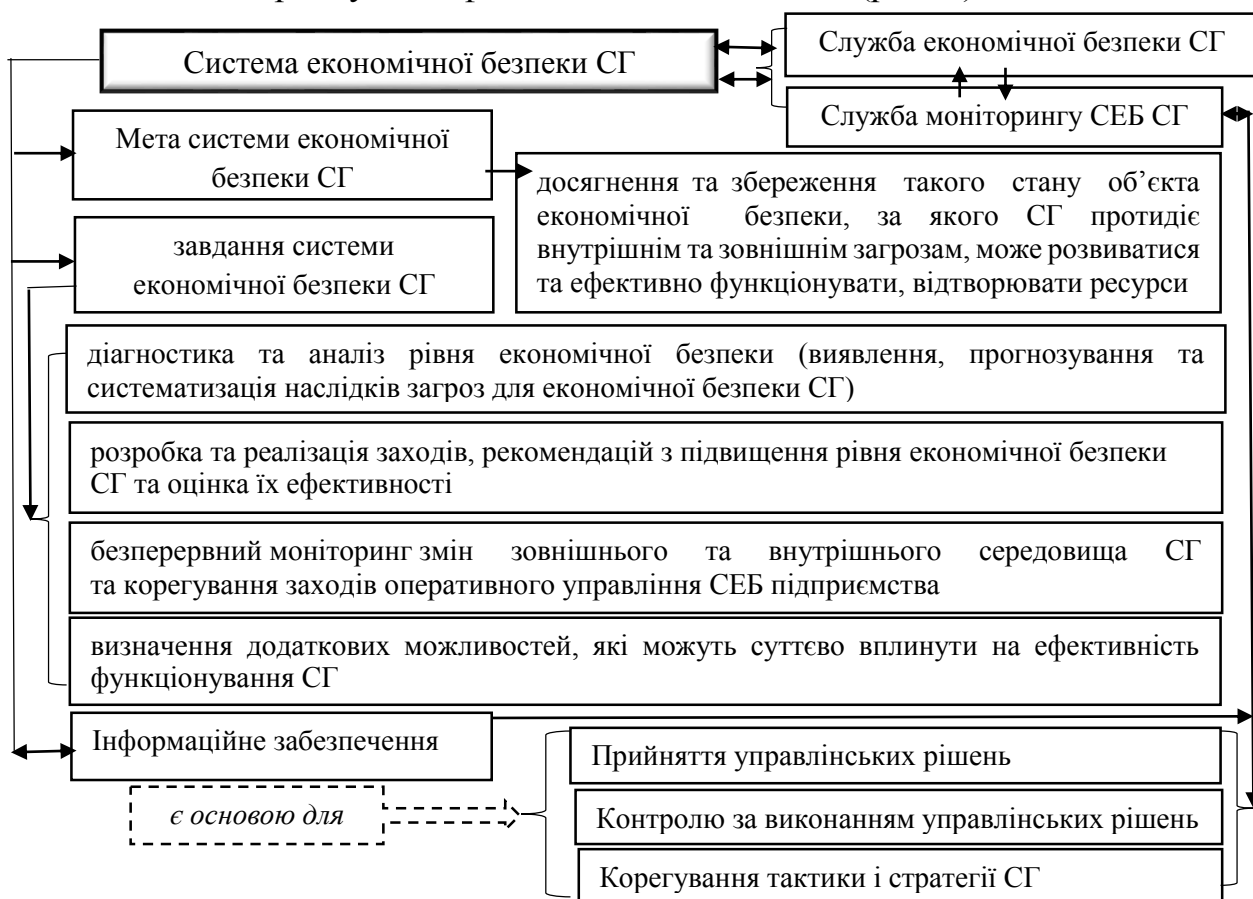 Система економічної безпеки СГ
Служба економічної безпеки СГ
Служба моніторингу СЕБ СГ
Мета системи економічної
безпеки СГ
досягнення та збереження такого стану об’єкта
економічної безпеки, за якого СГ протидіє
внутрішнім та зовнішнім загрозам, може розвиватися
та ефективно функціонувати, відтворювати ресурси
завдання системи
економічної безпеки СГ
діагностика та аналіз рівня економічної безпеки (виявлення, прогнозування та
систематизація наслідків загроз для економічної безпеки СГ)
розробка та реалізація заходів, рекомендацій з підвищення рівня економічної безпеки
СГ та оцінка їх ефективності
безперервний моніторинг змін зовнішнього та внутрішнього середовища СГ
та корегування заходів оперативного управління СЕБ підприємства
визначення додаткових можливостей, які можуть суттєво вплинути на ефективність
функціонування СГ
Інформаційне забезпечення
є основою для
Прийняття управлінських рішень
Контролю за виконанням управлінських рішень
Корегування тактики і стратегії СГ